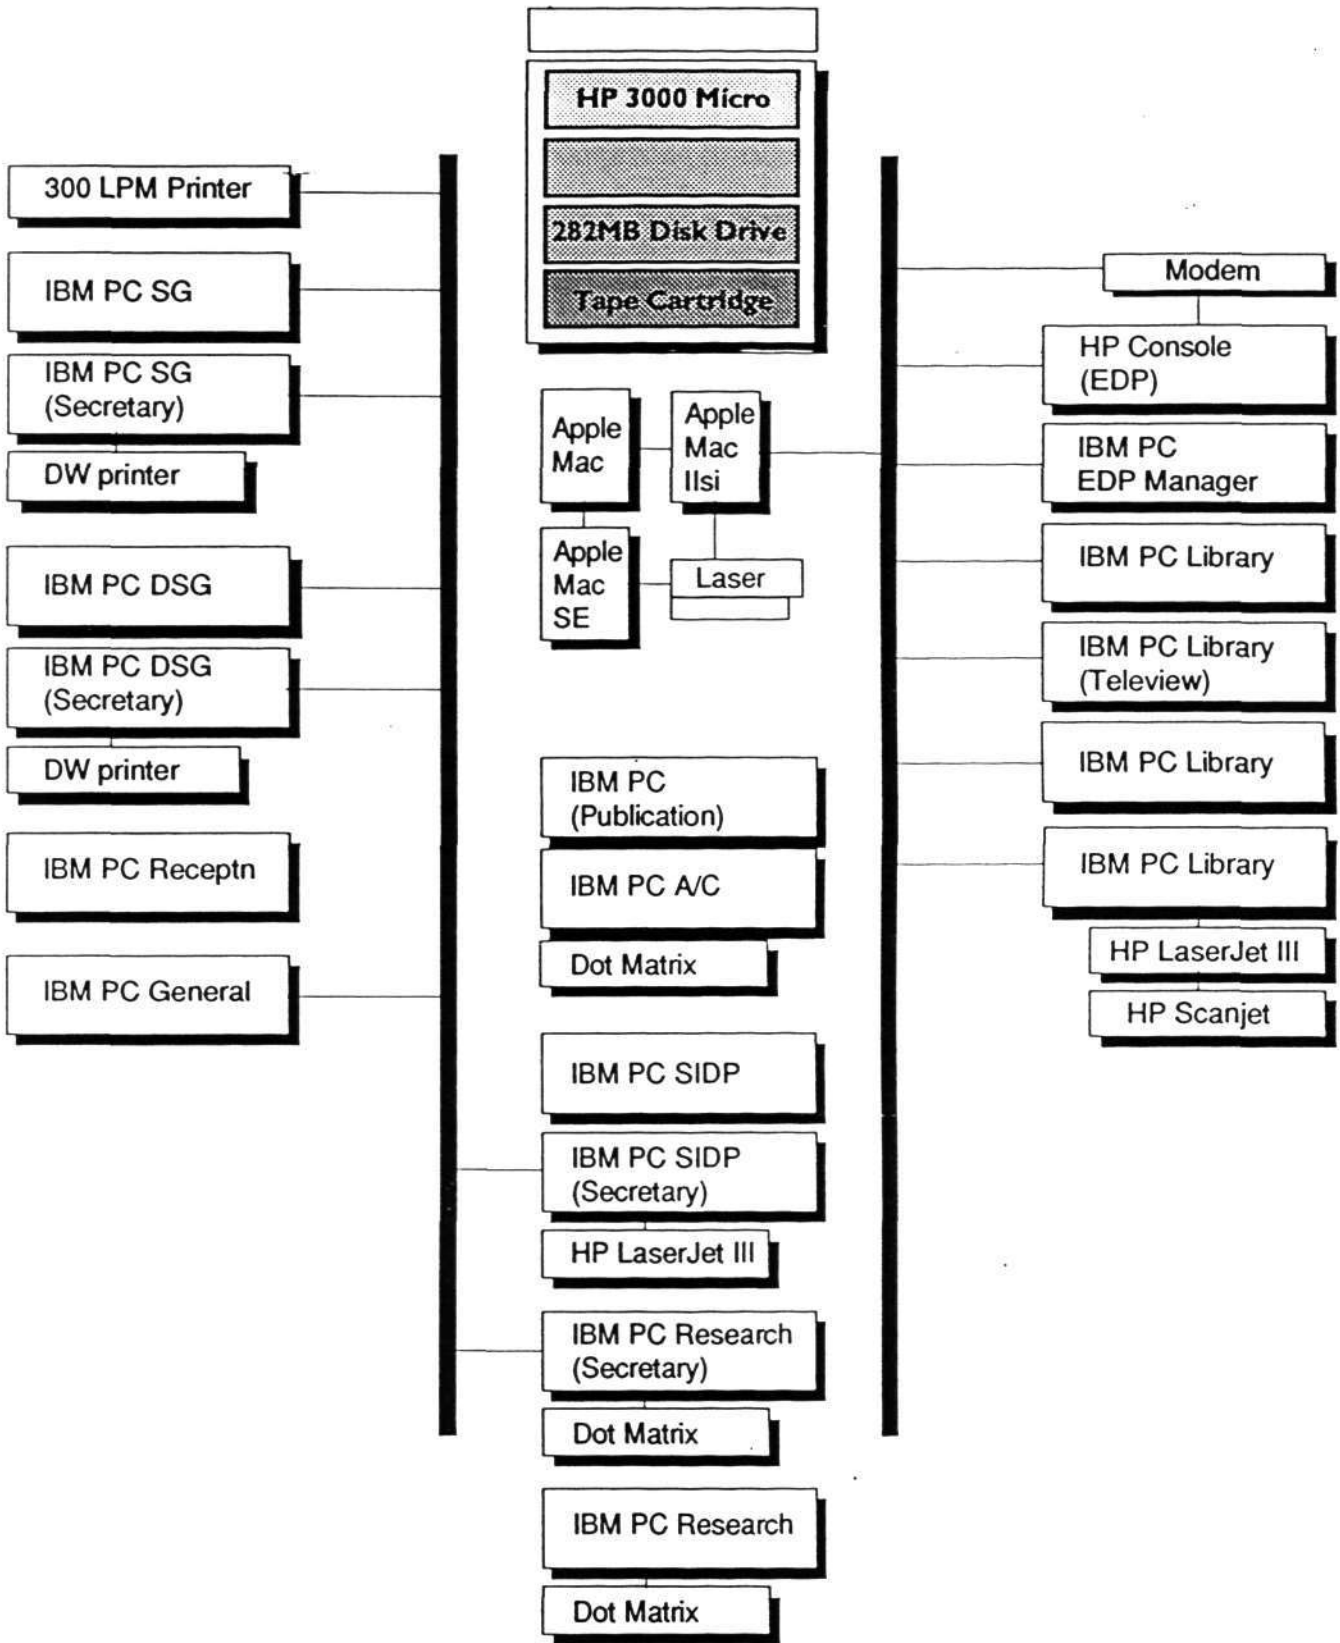 HP 3000 Micro
282MB Disk Drive
Tape Cartridge
300 LPM Printer
IBM PC SG
IBM PC SG
(Secretary)
DW printer
IBM PC DSG
IBM PC DSG
(Secretary)
DW printer
IBM PC Receptn
IBM PC General
Apple
Mac
Apple
Mac
IIsi
Apple
Mac
SE
Laser
IBM PC
(Publication)
IBM PC A/C
Dot Matrix
IBM PC SIDP
IBM PC SIDP
(Secretary)
HP LaserJet III
IBM PC Research
(Secretary)
Dot Matrix
IBM PC Research
Dot Matrix
Modem
HP Console
(EDP)
IBM PC
EDP Manager
IBM PC Library
IBM PC Library
(Teleview)
IBM PC Library
IBM PC Library
HP LaserJet III
HP Scanjet